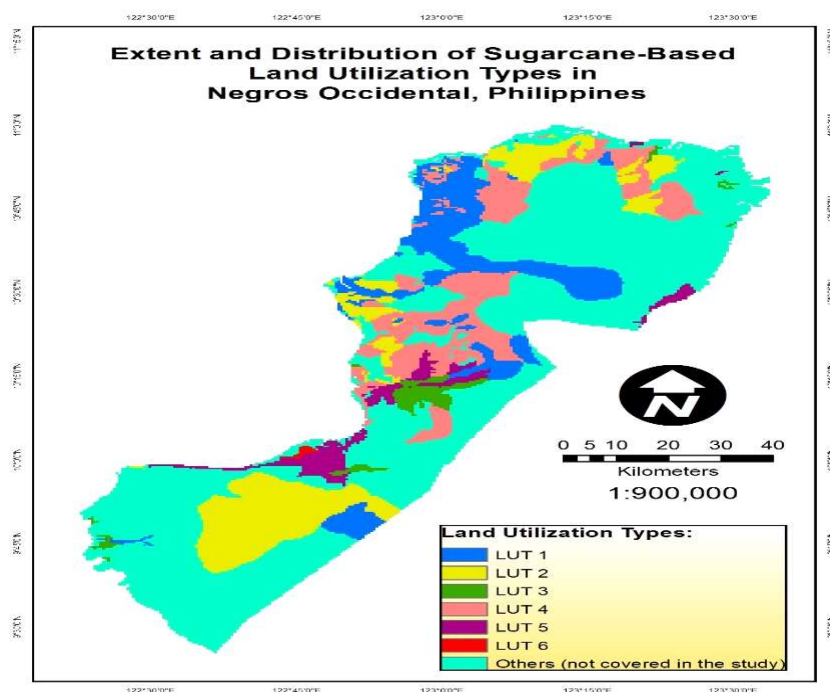 122°30'0"E 122°45'0"E 123°0'0"E 123°15'0"E 123°30'0"E
Extent and Distribution of Sugarcane-Based
Land Utilization Types in
Negros Occidental, Philippines
N
0 5 10 20 30 40
Kilometers
1:900,000
Land Utilization Types:
LUT 1
LUT 2
LUT 3
LUT 4
LUT 5
LUT 6
Others (not covered in the study)
122°30'0"E 122°45'0"E 123°0'0"E 123°15'0"E 123°30'0"E